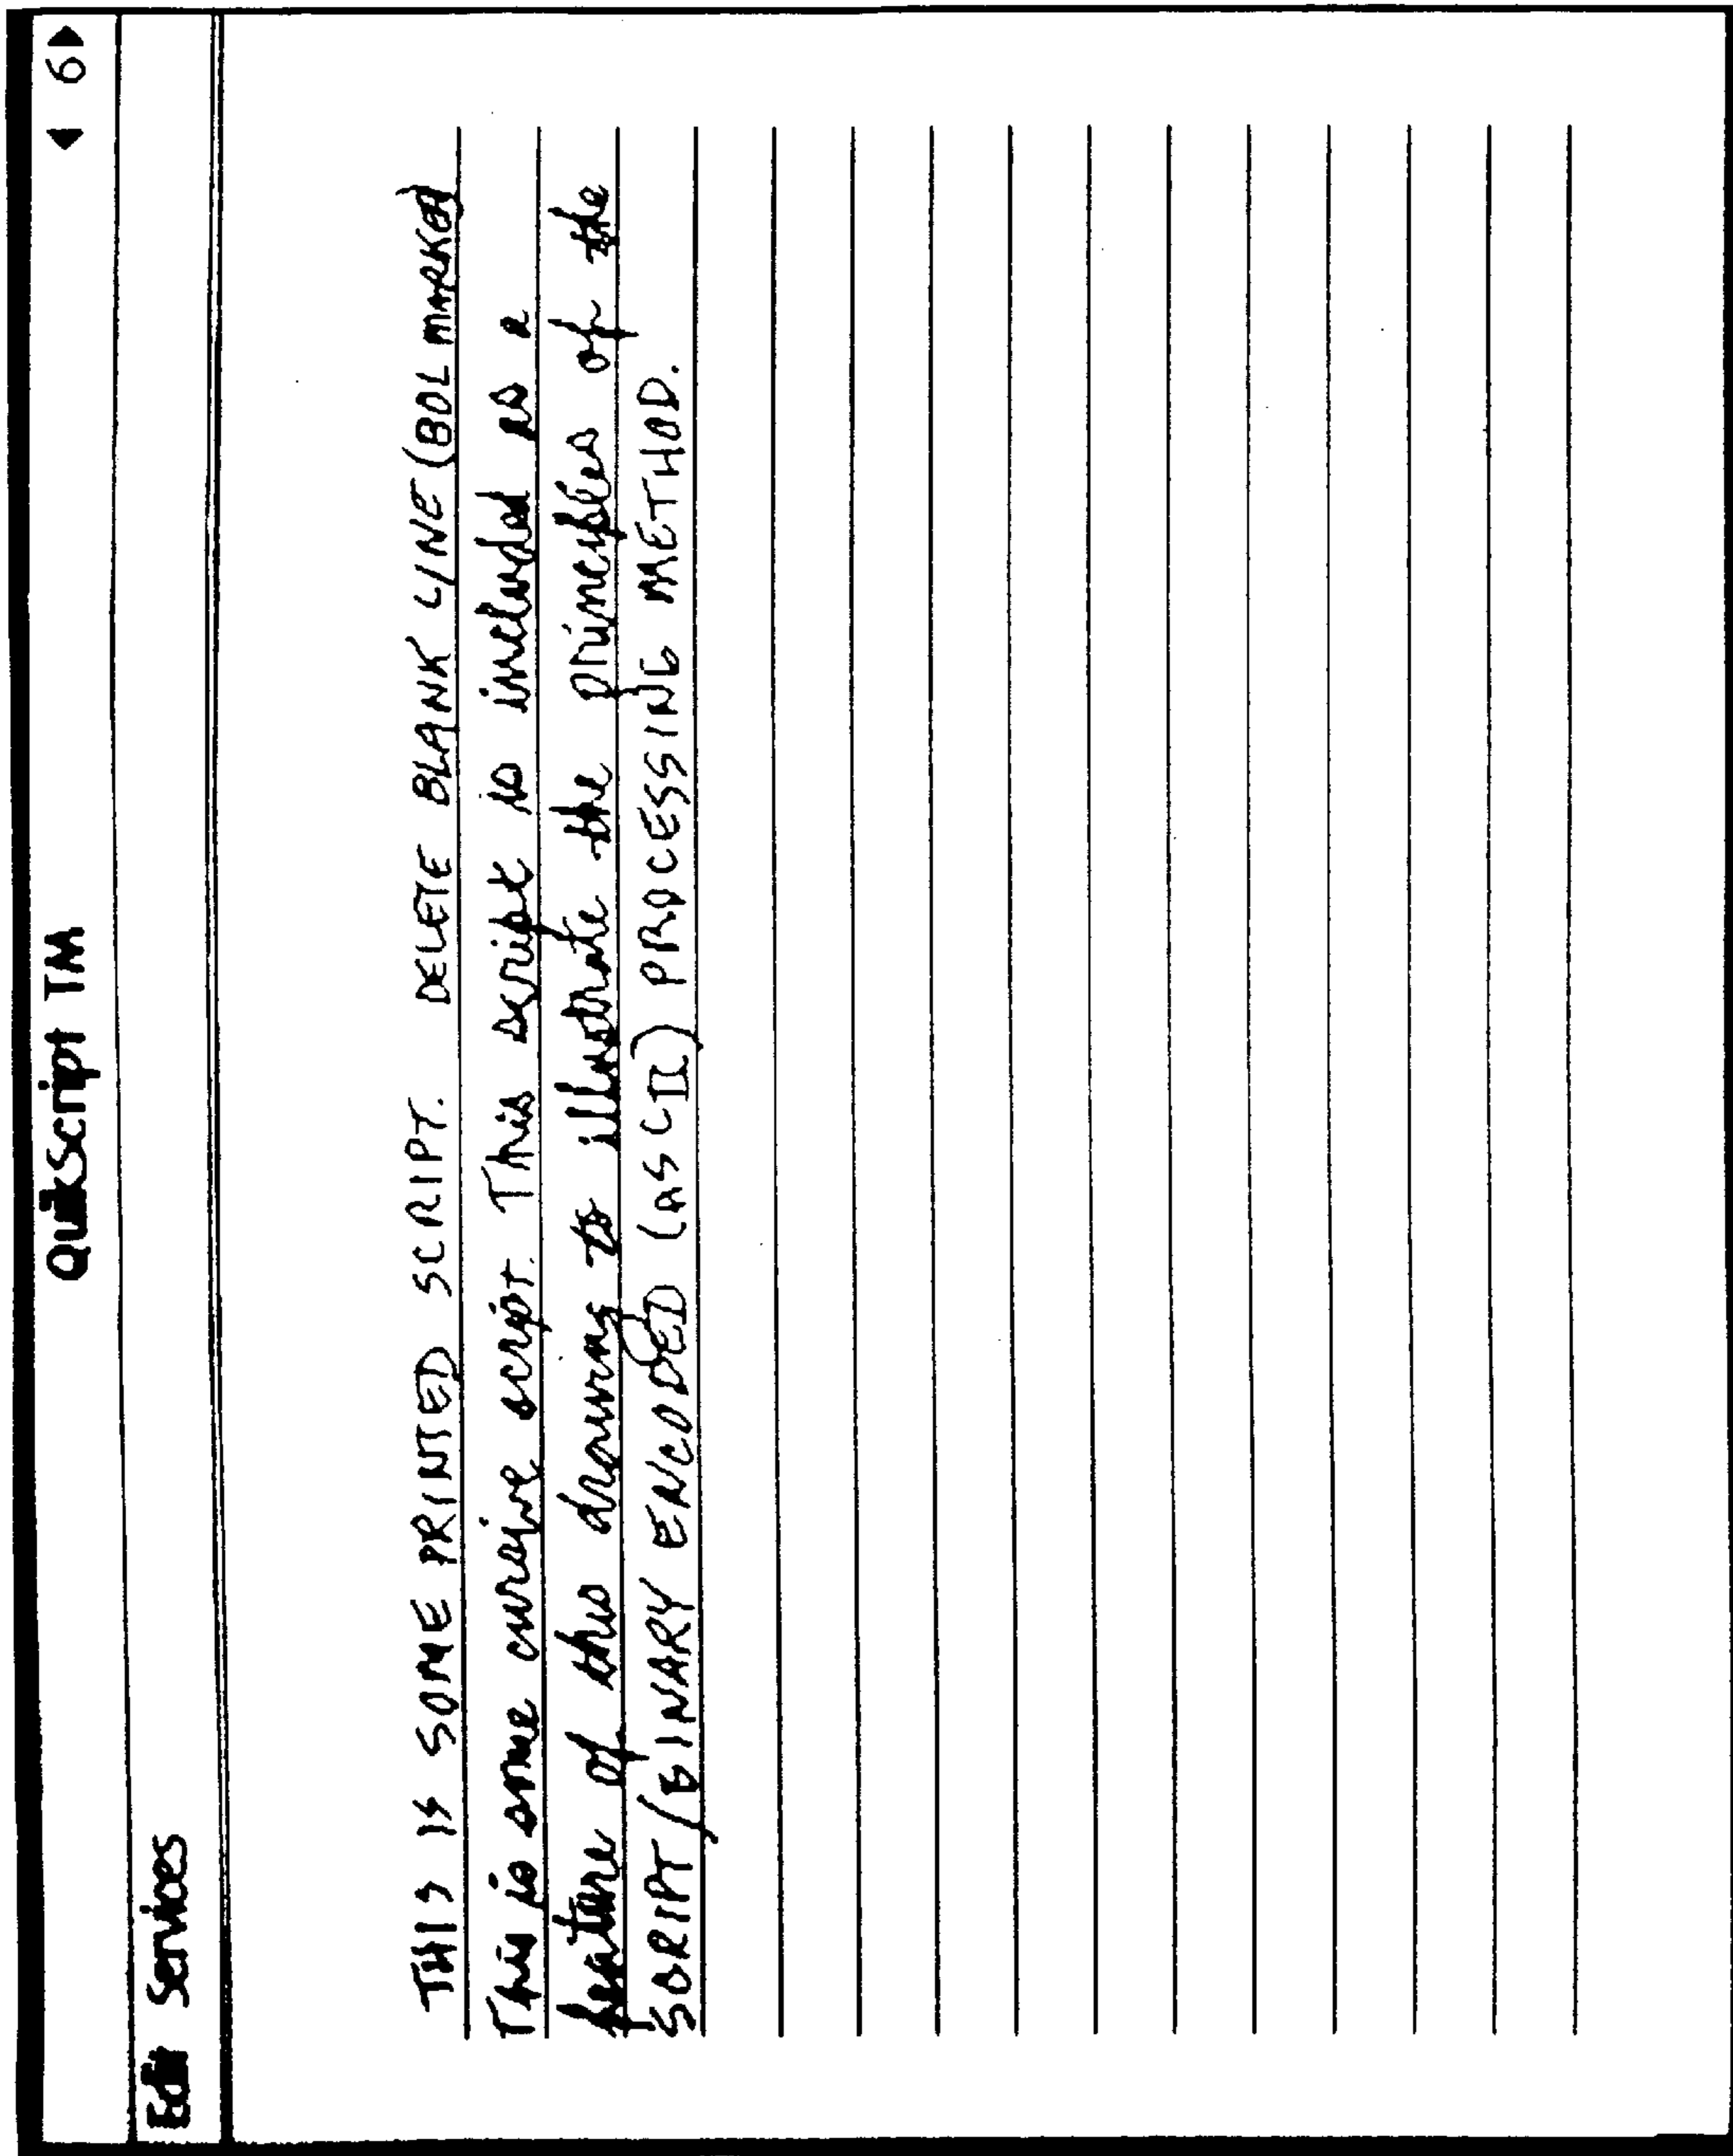 QuikScript TM ◀ 6 ▶
Edit Services
THIS IS SOME PRINTED SCRIPT. DELETE BLANK LINE (BOL MARKED)
This is some cursive script. This script is included as a
feature of this drawing to illustrate the principles of the
SCRIPT/BINARY ENCODED (ASCII) PROCESSING METHOD.